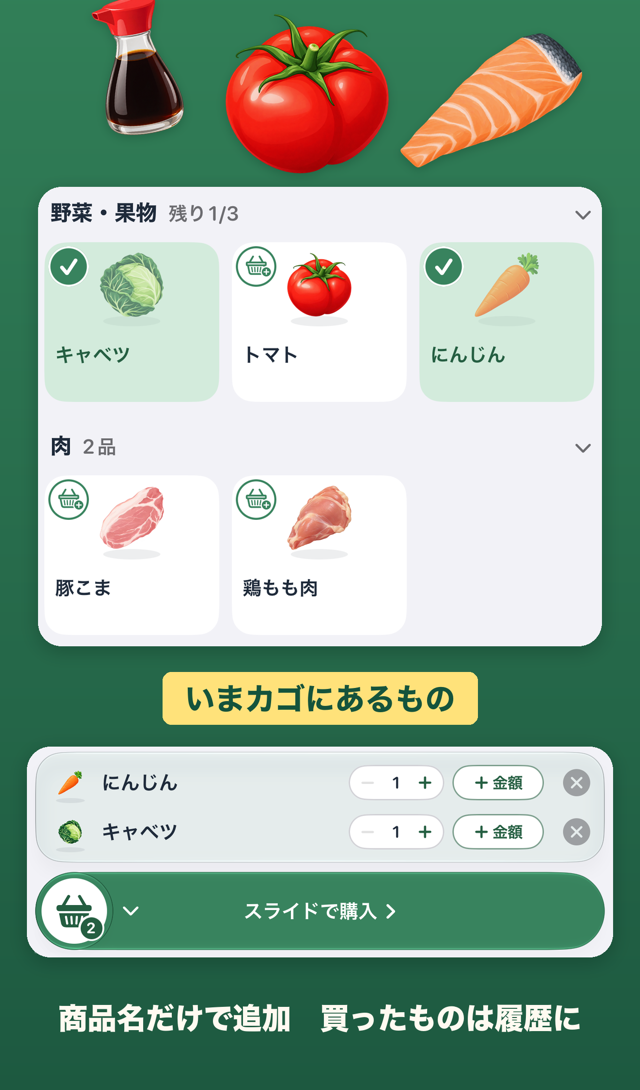 野菜・果物 残り1/3
キャベツ
トマト
にんじん
肉 2品
豚こま
鶏もも肉
いまカゴにあるもの
にんじん − 1 + +金額
キャベツ − 1 + +金額
2 スライドで購入
商品名だけで追加 買ったものは履歴に